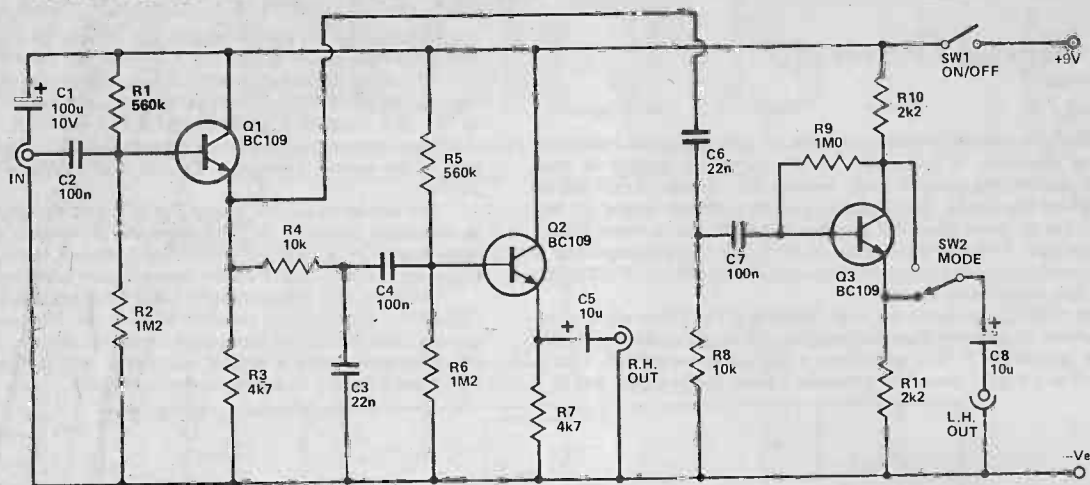 C1
100u
10V
IN
C2
100n
R1
560k
R2
1M2
Q1
BC109
R3
4k7
R4
10k
C3
22n
C4
100n
R5
560k
R6
1M2
Q2
BC109
R7
4k7
C5
10u
R.H.
OUT
C6
22n
C7
100n
R8
10k
R9
1M0
R10
2k2
Q3
BC109
R11
2k2
SW1
ON/OFF
+9V
SW2
MODE
C8
10u
L.H.
OUT
-Ve
+
+
+